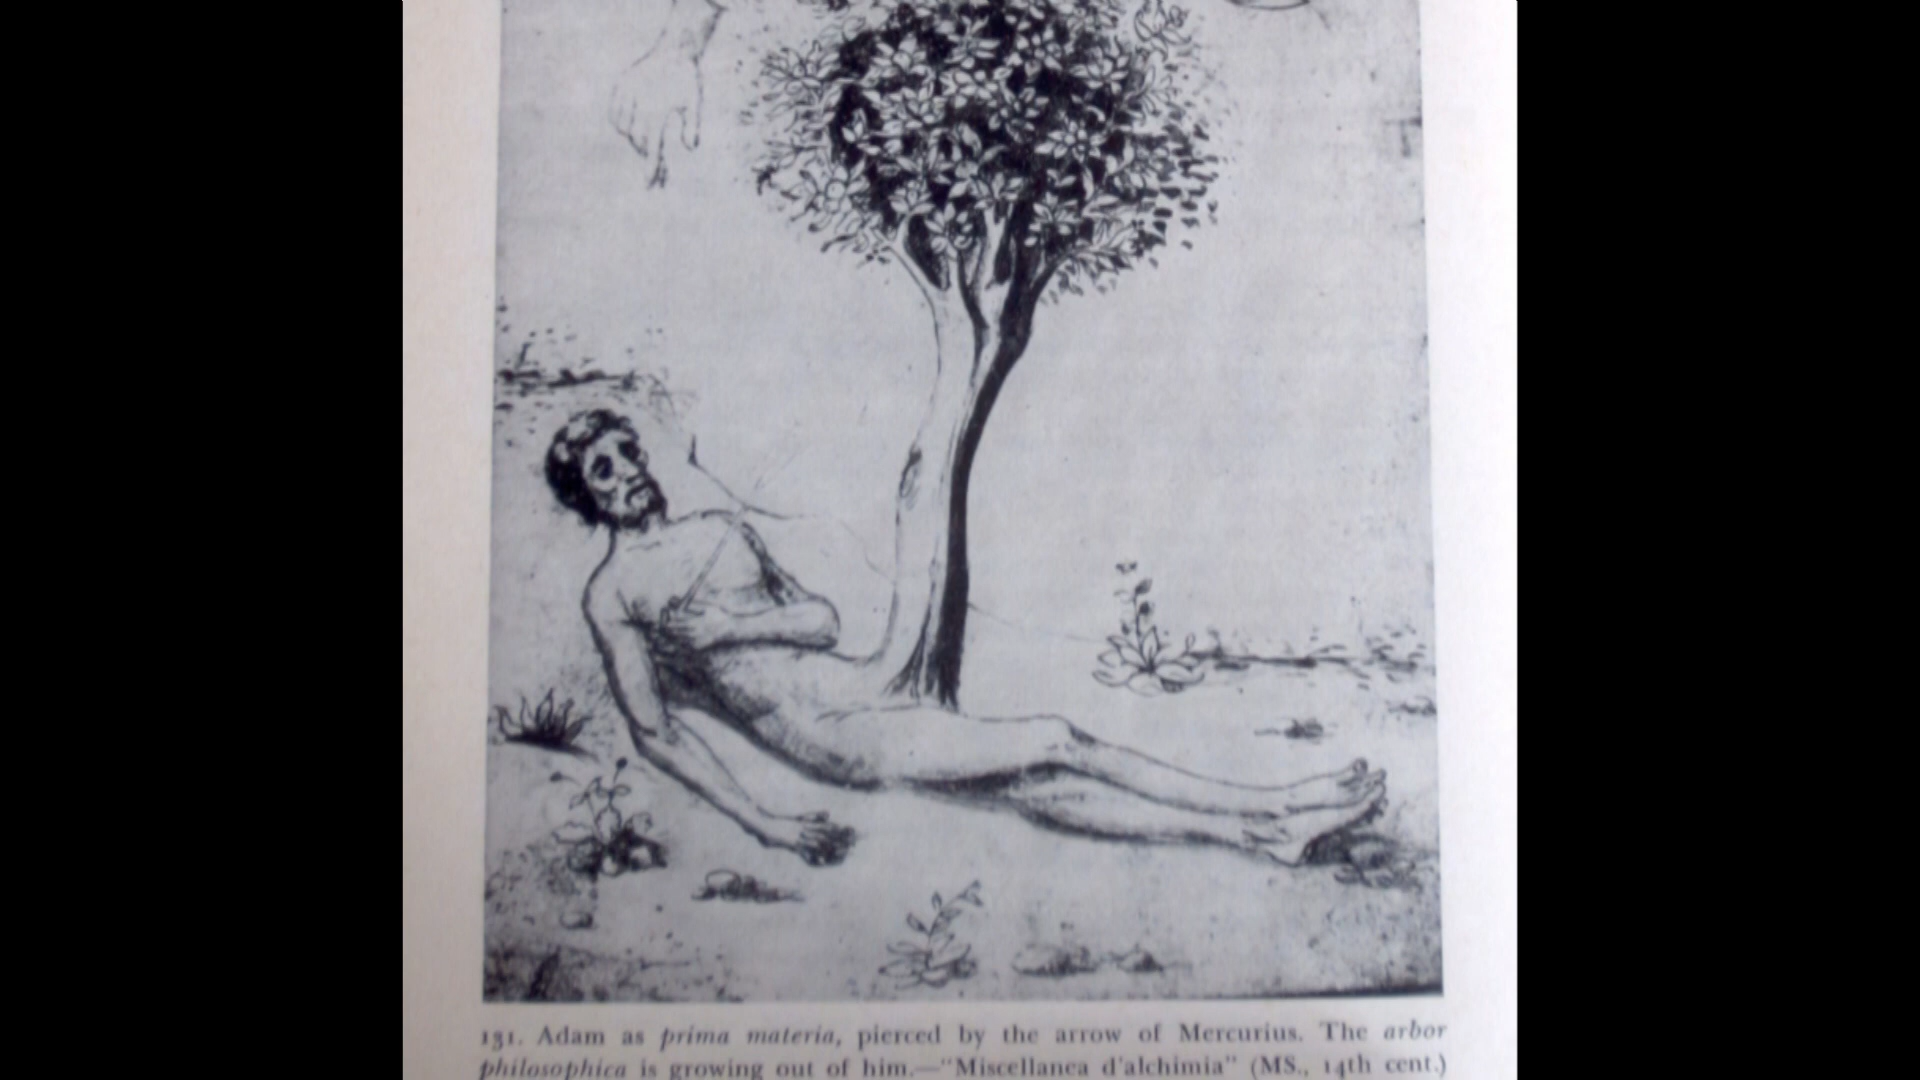 131. Adam as prima materia, pierced by the arrow of Mercurius. The arbor
philosophica is growing out of him.—"Miscellanea d'alchimia" (MS., 14th cent.)